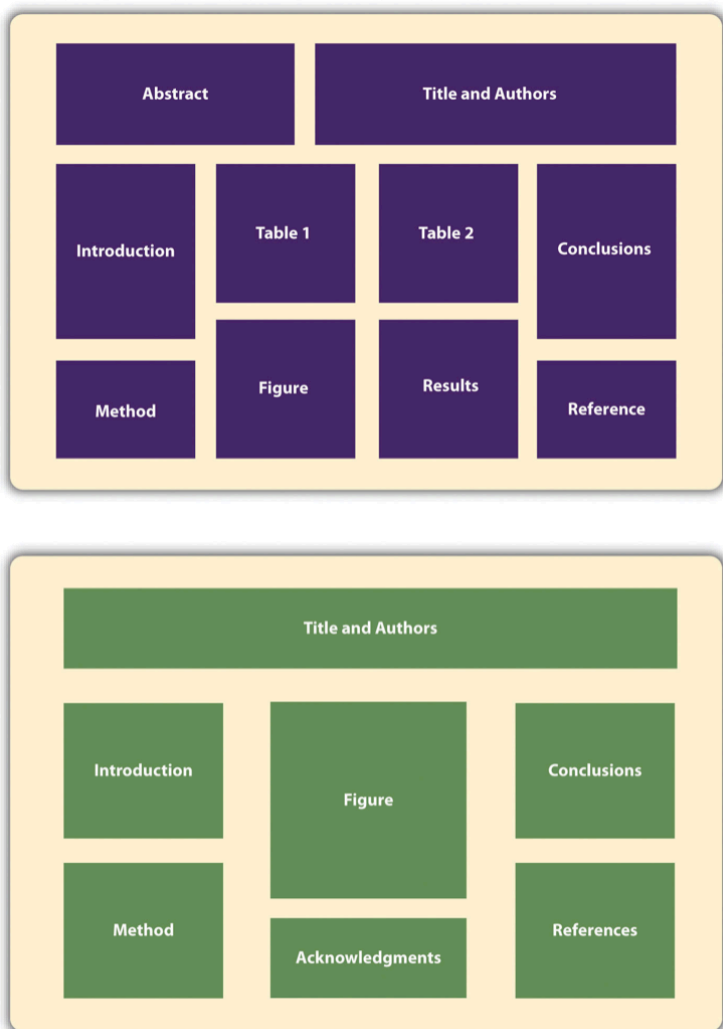 Abstract
Title and Authors
Introduction
Table 1
Table 2
Conclusions
Method
Figure
Results
Reference
Title and Authors
Introduction
Figure
Conclusions
Method
Acknowledgments
References